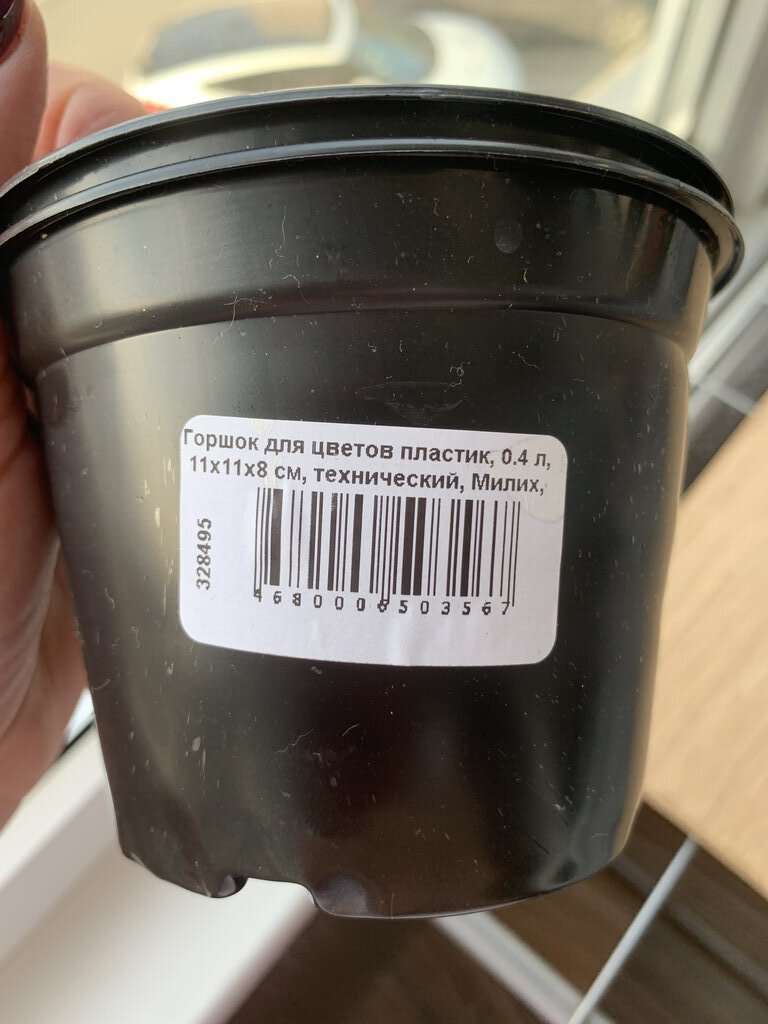 Горшок для цветов пластик, 0.4 л,
11x11x8 см, технический, Милих,
328495
4680008503567